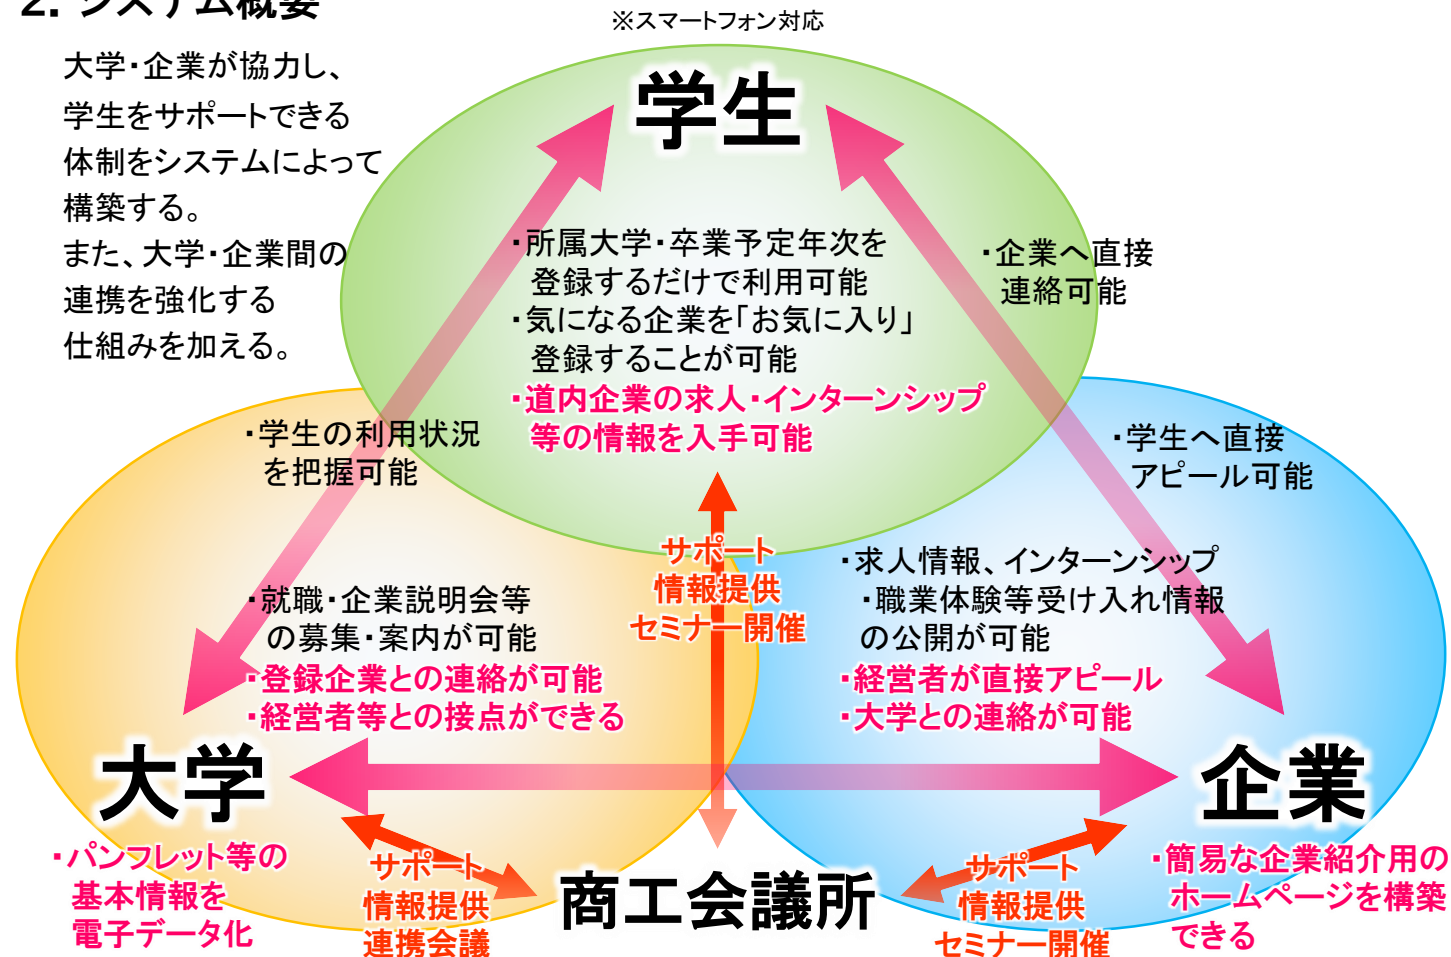 2. システム概要
※スマートフォン対応
大学・企業が協力し、
学生をサポートできる
体制をシステムによって
構築する。
また、大学・企業間の
連携を強化する
仕組みを加える。
学生
・所属大学・卒業予定年次を
登録するだけで利用可能
・気になる企業を「お気に入り」
登録することが可能
・道内企業の求人・インターンシップ
等の情報を入手可能
・企業へ直接
連絡可能
・学生の利用状況
を把握可能
・学生へ直接
アピール可能
サポート
情報提供
セミナー開催
・就職・企業説明会等
の募集・案内が可能
・登録企業との連絡が可能
・経営者等との接点ができる
・求人情報、インターンシップ
・職業体験等受け入れ情報
の公開が可能
・経営者が直接アピール
・大学との連絡が可能
大学
企業
・パンフレット等の
基本情報を
電子データ化
サポート
情報提供
連携会議
商工会議所
サポート
情報提供
セミナー開催
・簡易な企業紹介用の
ホームページを構築
できる